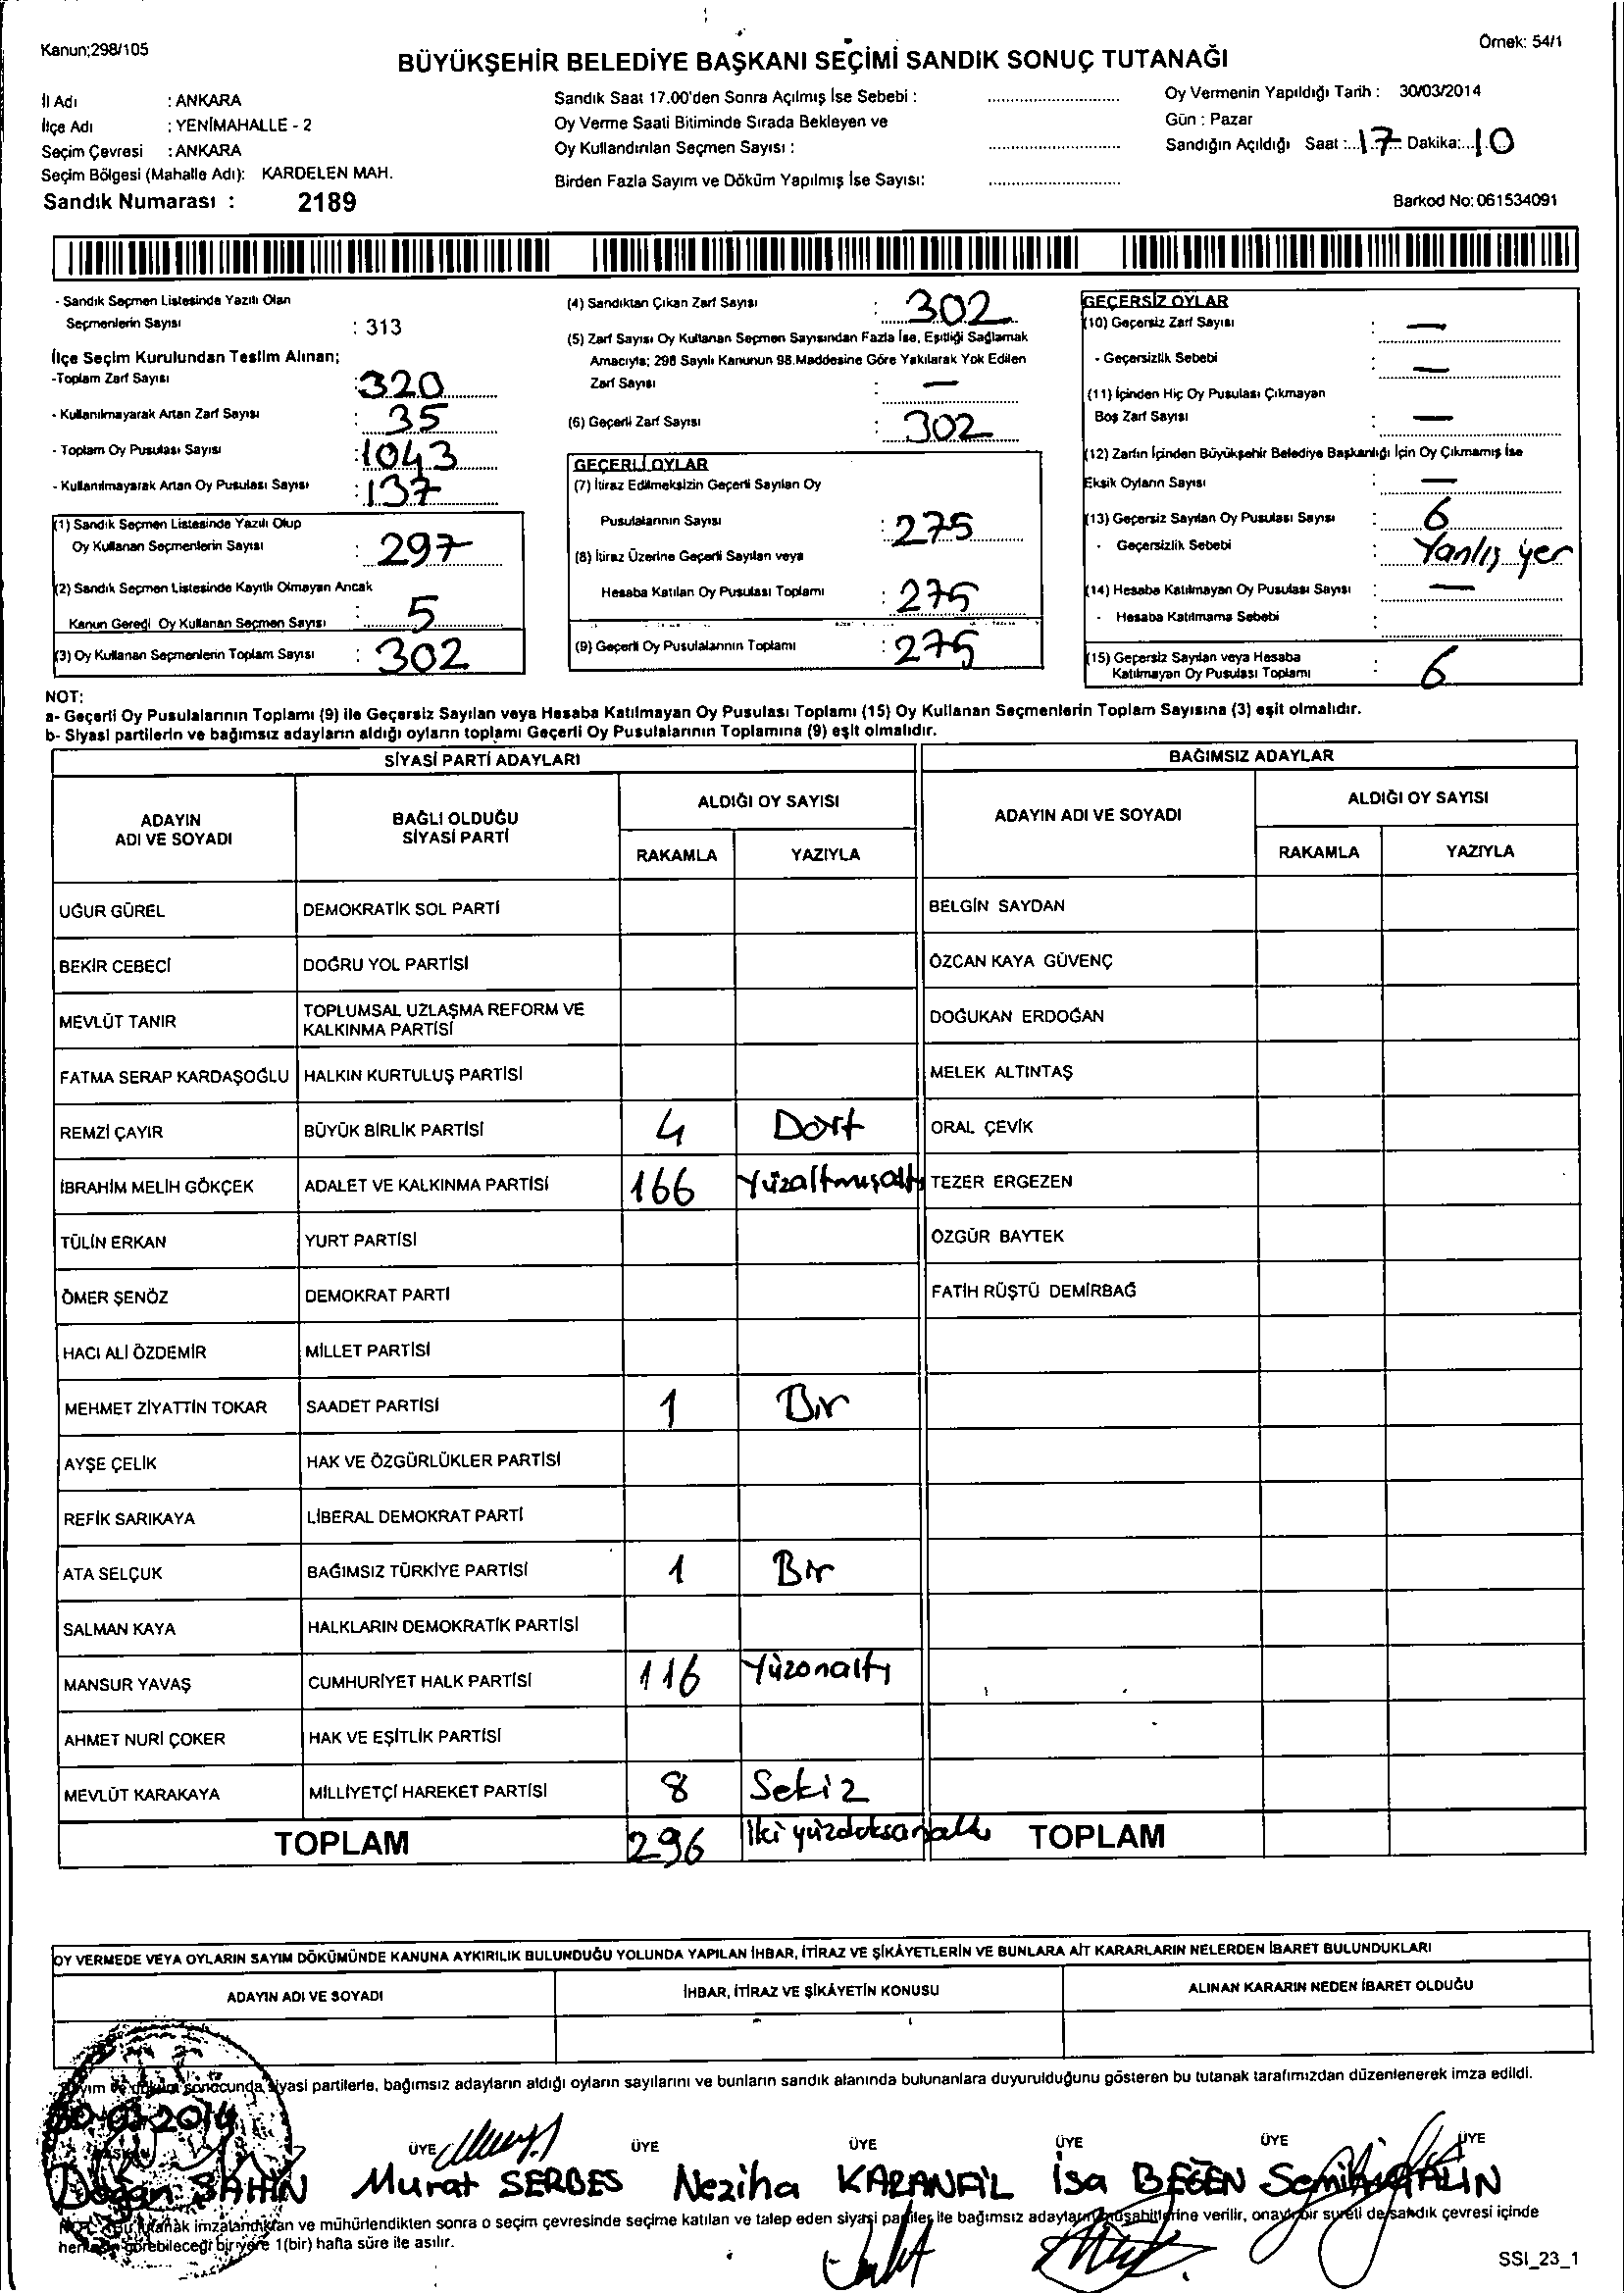 Kanun;298/105
Örnek: 54/1
BÜYÜKŞEHİR BELEDİYE BAŞKANI SEÇİMİ SANDIK SONUÇ TUTANAĞI
İl Adı : ANKARA
İlçe Adı : YENİMAHALLE - 2
Seçim Çevresi : ANKARA
Seçim Bölgesi (Mahalle Adı): KARDELEN MAH.
Sandık Numarası : 2189
Sandık Saat 17.00'den Sonra Açılmış İse Sebebi :
Oy Verme Saati Bitiminde Sırada Bekleyen ve
Oy Kullandırılan Seçmen Sayısı :
Birden Fazla Sayım ve Döküm Yapılmış İse Sayısı:
Oy Vermenin Yapıldığı Tarih : 30/03/2014
Gün : Pazar
Sandığın Açıldığı Saat : 17 Dakika: 10
Barkod No: 061534091
- Sandık Seçmen Listesinde Yazılı Olan
Seçmenlerin Sayısı : 313
İlçe Seçim Kurulundan Teslim Alınan;
-Toplam Zarf Sayısı : 320
- Kullanılmayarak Artan Zarf Sayısı : 35
- Toplam Oy Pusulası Sayısı : 1043
- Kullanılmayarak Artan Oy Pusulası Sayısı : 137
(1) Sandık Seçmen Listesinde Yazılı Olup
Oy Kullanan Seçmenlerin Sayısı : 297
(2) Sandık Seçmen Listesinde Kayıtlı Olmayan Ancak
Kanun Gereği Oy Kullanan Seçmen Sayısı : 5
(3) Oy Kullanan Seçmenlerin Toplam Sayısı : 302
(4) Sandıktan Çıkan Zarf Sayısı : 302
(5) Zarf Sayısı Oy Kullanan Seçmen Sayısından Fazla İse, Eşitliği Sağlamak
Amacıyla; 298 Sayılı Kanunun 98.Maddesine Göre Yakılarak Yok Edilen
Zarf Sayısı : —
(6) Geçerli Zarf Sayısı : 302
GEÇERLİ OYLAR
(7) İtiraz Edilmeksizin Geçerli Sayılan Oy
Pusulalarının Sayısı : 275
(8) İtiraz Üzerine Geçerli Sayılan veya
Hesaba Katılan Oy Pusulası Toplamı : 275
(9) Geçerli Oy Pusulalarının Toplamı : 275
GEÇERSİZ OYLAR
(10) Geçersiz Zarf Sayısı : —
- Geçersizlik Sebebi : —
(11) İçinden Hiç Oy Pusulası Çıkmayan
Boş Zarf Sayısı : —
(12) Zarfın İçinden Büyükşehir Belediye Başkanlığı İçin Oy Çıkmamış İse
Eksik Oyların Sayısı : —
(13) Geçersiz Sayılan Oy Pusulası Sayısı : 6
- Geçersizlik Sebebi : Yanlış yer
(14) Hesaba Katılmayan Oy Pusulası Sayısı : —
- Hesaba Katılmama Sebebi :
(15) Geçersiz Sayılan veya Hesaba
Katılmayan Oy Pusulası Toplamı : 6
NOT:
a- Geçerli Oy Pusulalarının Toplamı (9) ile Geçersiz Sayılan veya Hesaba Katılmayan Oy Pusulası Toplamı (15) Oy Kullanan Seçmenlerin Toplam Sayısına (3) eşit olmalıdır.
b- Siyasi partilerin ve bağımsız adayların aldığı oyların toplamı Geçerli Oy Pusulalarının Toplamına (9) eşit olmalıdır.
SİYASİ PARTİ ADAYLARI BAĞIMSIZ ADAYLAR
ADAYIN ADI VE SOYADI BAĞLI OLDUĞU SİYASİ PARTİ ALDIĞI OY SAYISI ADAYIN ADI VE SOYADI ALDIĞI OY SAYISI
RAKAMLA YAZIYLA RAKAMLA YAZIYLA
UĞUR GÜREL DEMOKRATİK SOL PARTİ BELGİN SAYDAN
BEKİR CEBECİ DOĞRU YOL PARTİSİ ÖZCAN KAYA GÜVENÇ
MEVLÜT TANIR TOPLUMSAL UZLAŞMA REFORM VE KALKINMA PARTİSİ DOĞUKAN ERDOĞAN
FATMA SERAP KARDAŞOĞLU HALKIN KURTULUŞ PARTİSİ MELEK ALTINTAŞ
REMZİ ÇAYIR BÜYÜK BİRLİK PARTİSİ 4 Dört ORAL ÇEVİK
İBRAHİM MELİH GÖKÇEK ADALET VE KALKINMA PARTİSİ 166 Yüzaltmışaltı TEZER ERGEZEN
TÜLİN ERKAN YURT PARTİSİ ÖZGÜR BAYTEK
ÖMER ŞENÖZ DEMOKRAT PARTİ FATİH RÜŞTÜ DEMİRBAĞ
HACI ALİ ÖZDEMİR MİLLET PARTİSİ
MEHMET ZİYATTİN TOKAR SAADET PARTİSİ 1 Bir
AYŞE ÇELİK HAK VE ÖZGÜRLÜKLER PARTİSİ
REFİK SARIKAYA LİBERAL DEMOKRAT PARTİ
ATA SELÇUK BAĞIMSIZ TÜRKİYE PARTİSİ 1 Bir
SALMAN KAYA HALKLARIN DEMOKRATİK PARTİSİ
MANSUR YAVAŞ CUMHURİYET HALK PARTİSİ 116 Yüzonaltı
AHMET NURİ ÇOKER HAK VE EŞİTLİK PARTİSİ
MEVLÜT KARAKAYA MİLLİYETÇİ HAREKET PARTİSİ 8 Sekiz
TOPLAM 296 İkiyüzdoksanaltı TOPLAM
OY VERMEDE VEYA OYLARIN SAYIM DÖKÜMÜNDE KANUNA AYKIRILIK BULUNDUĞU YOLUNDA YAPILAN İHBAR, İTİRAZ VE ŞİKÂYETLERİN VE BUNLARA AİT KARARLARIN NELERDEN İBARET BULUNDUKLARI
ADAYIN ADI VE SOYADI İHBAR, İTİRAZ VE ŞİKÂYETİN KONUSU ALINAN KARARIN NEDEN İBARET OLDUĞU
Sayım ve döküm sonucunda siyasi partilerle, bağımsız adayların aldığı oyların sayılarını ve bunların sandık alanında bulunanlara duyurulduğunu gösteren bu tutanak tarafımızdan düzenlenerek imza edildi.
30-03-2014
BAŞKAN ÜYE ÜYE ÜYE ÜYE ÜYE ÜYE
Doğan ŞAHİN Murat SERBES Neziha KARANFİL İsa BEĞEN
NOT: Bu tutanak imzalandıktan ve mühürlendikten sonra o seçim çevresinde seçime katılan ve talep eden siyasi partiler ile bağımsız adayların müşahitlerine verilir, onaylı bir sureti de sandık çevresi içinde
herkesin görebileceği bir yere 1(bir) hafta süre ile asılır.
SSI_23_1